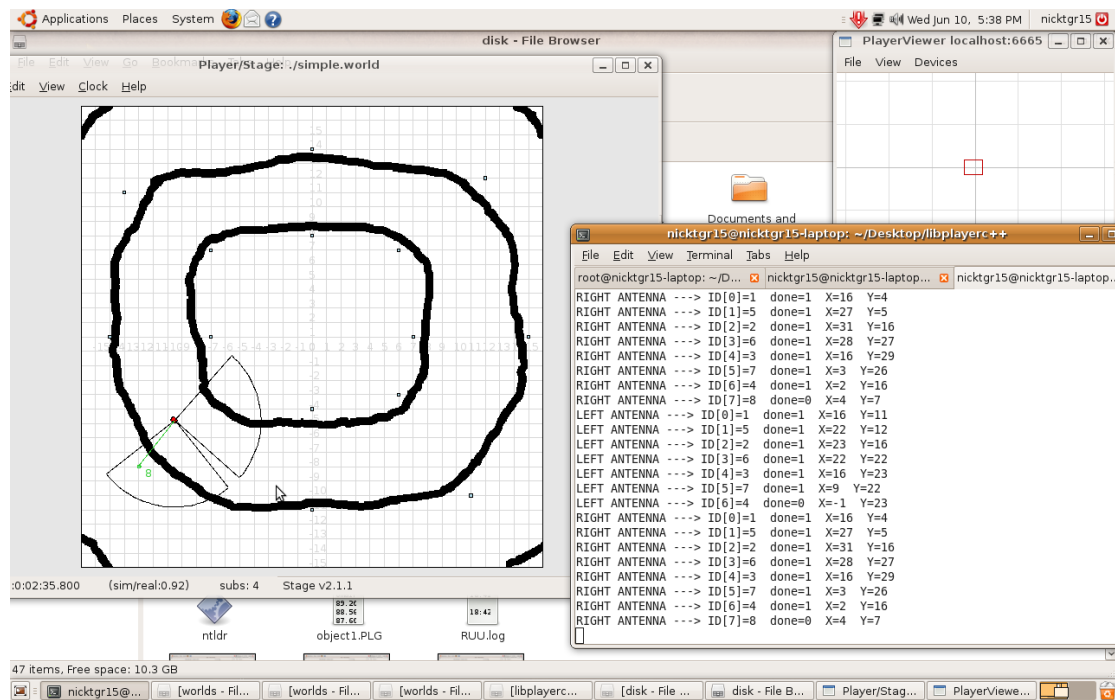 Applications Places System
Wed Jun 10, 5:38 PM nicktgr15
disk - File Browser
File Edit View Go Bookmarks Tabs Help
Player/Stage: ./simple.world
dit View Clock Help
8
:0:02:35.800 (sim/real:0.92) subs: 4 Stage v2.1.1
PlayerViewer localhost:6665
File View Devices
Documents and
nicktgr15@nicktgr15-laptop: ~/Desktop/libplayerc++
File Edit View Terminal Tabs Help
root@nicktgr15-laptop: ~/D... nicktgr15@nicktgr15-laptop... nicktgr15@nicktgr15-laptop...
RIGHT ANTENNA ---> ID[0]=1 done=1 X=16 Y=4
RIGHT ANTENNA ---> ID[1]=5 done=1 X=27 Y=5
RIGHT ANTENNA ---> ID[2]=2 done=1 X=31 Y=16
RIGHT ANTENNA ---> ID[3]=6 done=1 X=28 Y=27
RIGHT ANTENNA ---> ID[4]=3 done=1 X=16 Y=29
RIGHT ANTENNA ---> ID[5]=7 done=1 X=3 Y=26
RIGHT ANTENNA ---> ID[6]=4 done=1 X=2 Y=16
RIGHT ANTENNA ---> ID[7]=8 done=0 X=4 Y=7
LEFT ANTENNA ---> ID[0]=1 done=1 X=16 Y=11
LEFT ANTENNA ---> ID[1]=5 done=1 X=22 Y=12
LEFT ANTENNA ---> ID[2]=2 done=1 X=23 Y=16
LEFT ANTENNA ---> ID[3]=6 done=1 X=22 Y=22
LEFT ANTENNA ---> ID[4]=3 done=1 X=16 Y=23
LEFT ANTENNA ---> ID[5]=7 done=1 X=9 Y=22
LEFT ANTENNA ---> ID[6]=4 done=0 X=-1 Y=23
RIGHT ANTENNA ---> ID[0]=1 done=1 X=16 Y=4
RIGHT ANTENNA ---> ID[1]=5 done=1 X=27 Y=5
RIGHT ANTENNA ---> ID[2]=2 done=1 X=31 Y=16
RIGHT ANTENNA ---> ID[3]=6 done=1 X=28 Y=27
RIGHT ANTENNA ---> ID[4]=3 done=1 X=16 Y=29
RIGHT ANTENNA ---> ID[5]=7 done=1 X=3 Y=26
RIGHT ANTENNA ---> ID[6]=4 done=1 X=2 Y=16
RIGHT ANTENNA ---> ID[7]=8 done=0 X=4 Y=7
ntldr object1.PLG RUU.log
47 items, Free space: 10.3 GB
nicktgr15@... [worlds - Fil... [worlds - Fil... [worlds - Fil... [libplayerc... [disk - File ... disk - File B... Player/Stag... PlayerViewe...